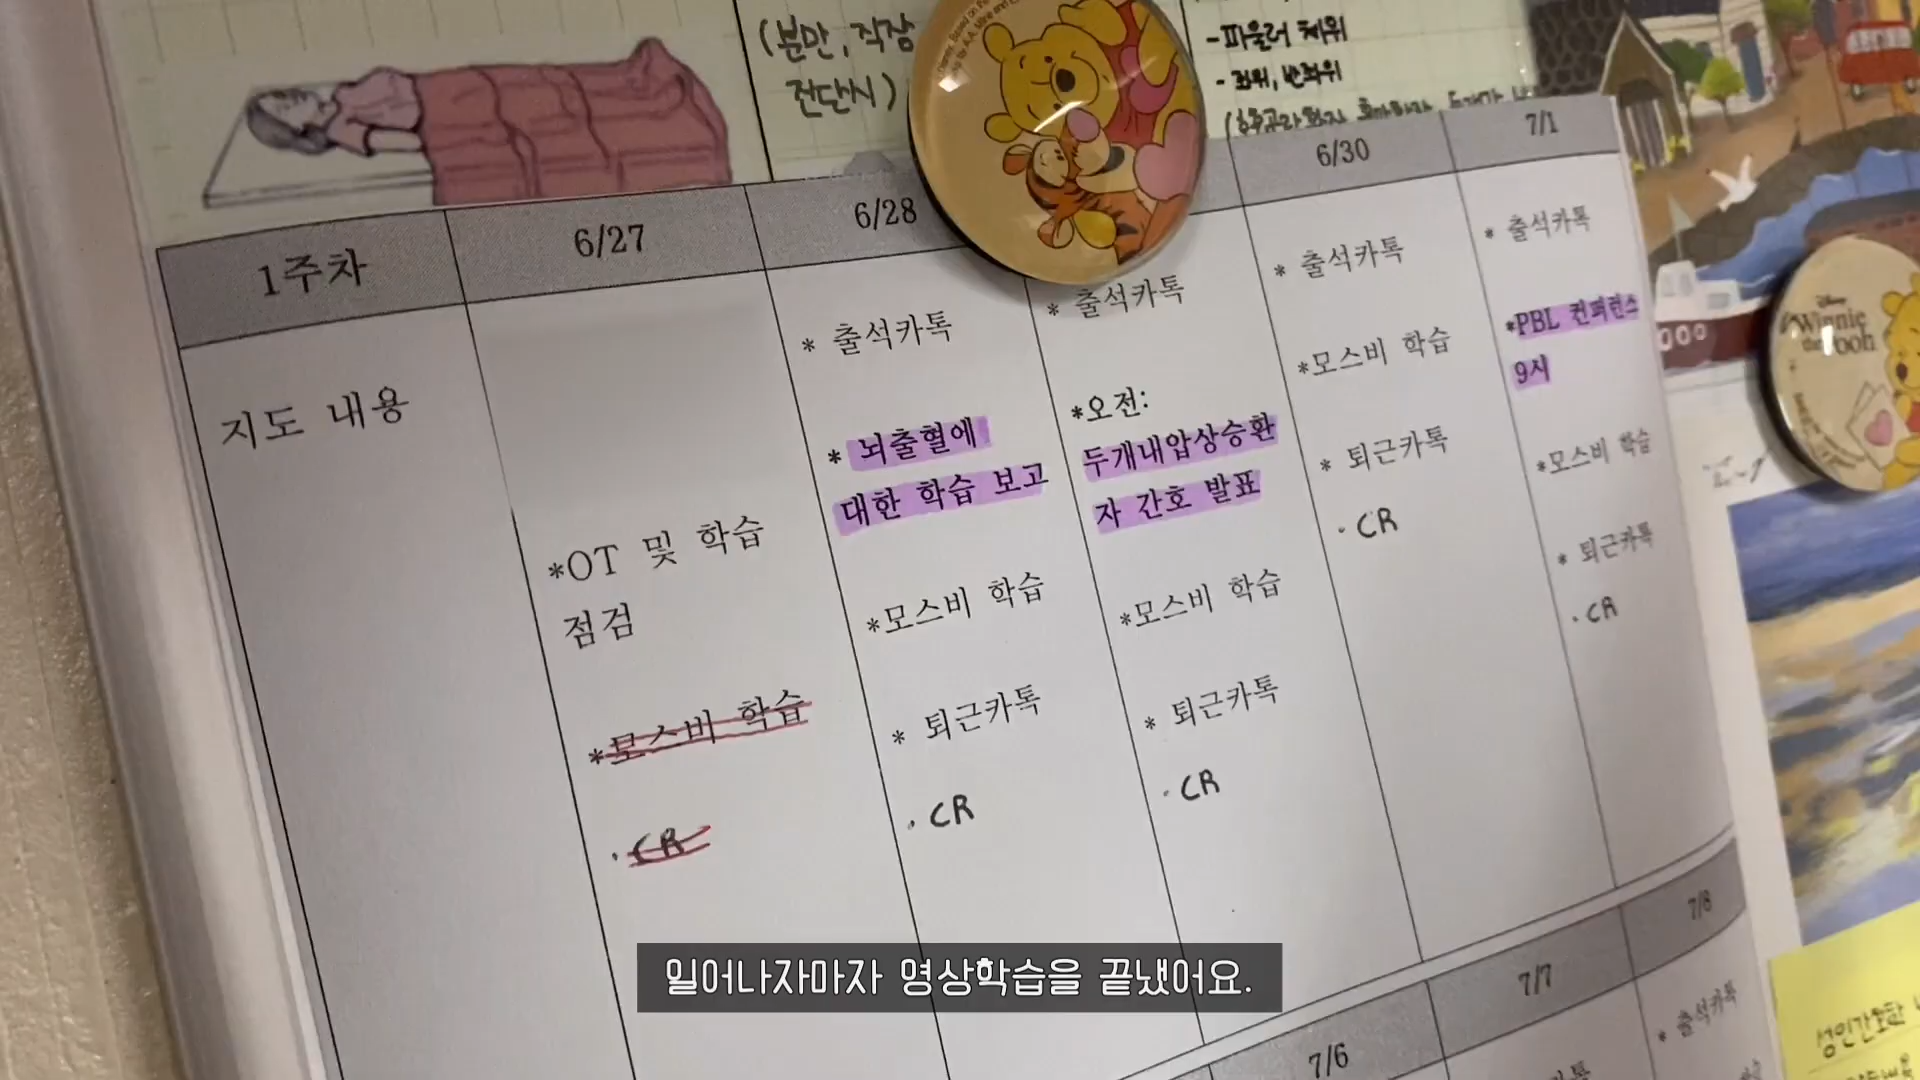 (분만, 직장
전단시)
- 파울러 체위
- 좌위, 반좌위
1주차
6/27
6/28
6/30
7/1
지도 내용
*OT 및 학습
점검
*모스비 학습
· CR
* 출석카톡
* 뇌출혈에
대한 학습 보고
*모스비 학습
* 퇴근카톡
· CR
* 출석카톡
*오전:
두개내압상승환
자 간호 발표
*모스비 학습
* 퇴근카톡
· CR
* 출석카톡
*모스비 학습
* 퇴근카톡
· CR
* 출석카톡
*PBL 컨퍼런스
9시
*모스비 학습
* 퇴근카톡
· CR
7/6
7/7
7/8
* 출석카톡
Disney
Winnie
the Pooh
성인간호학
일어나자마자 영상학습을 끝냈어요.